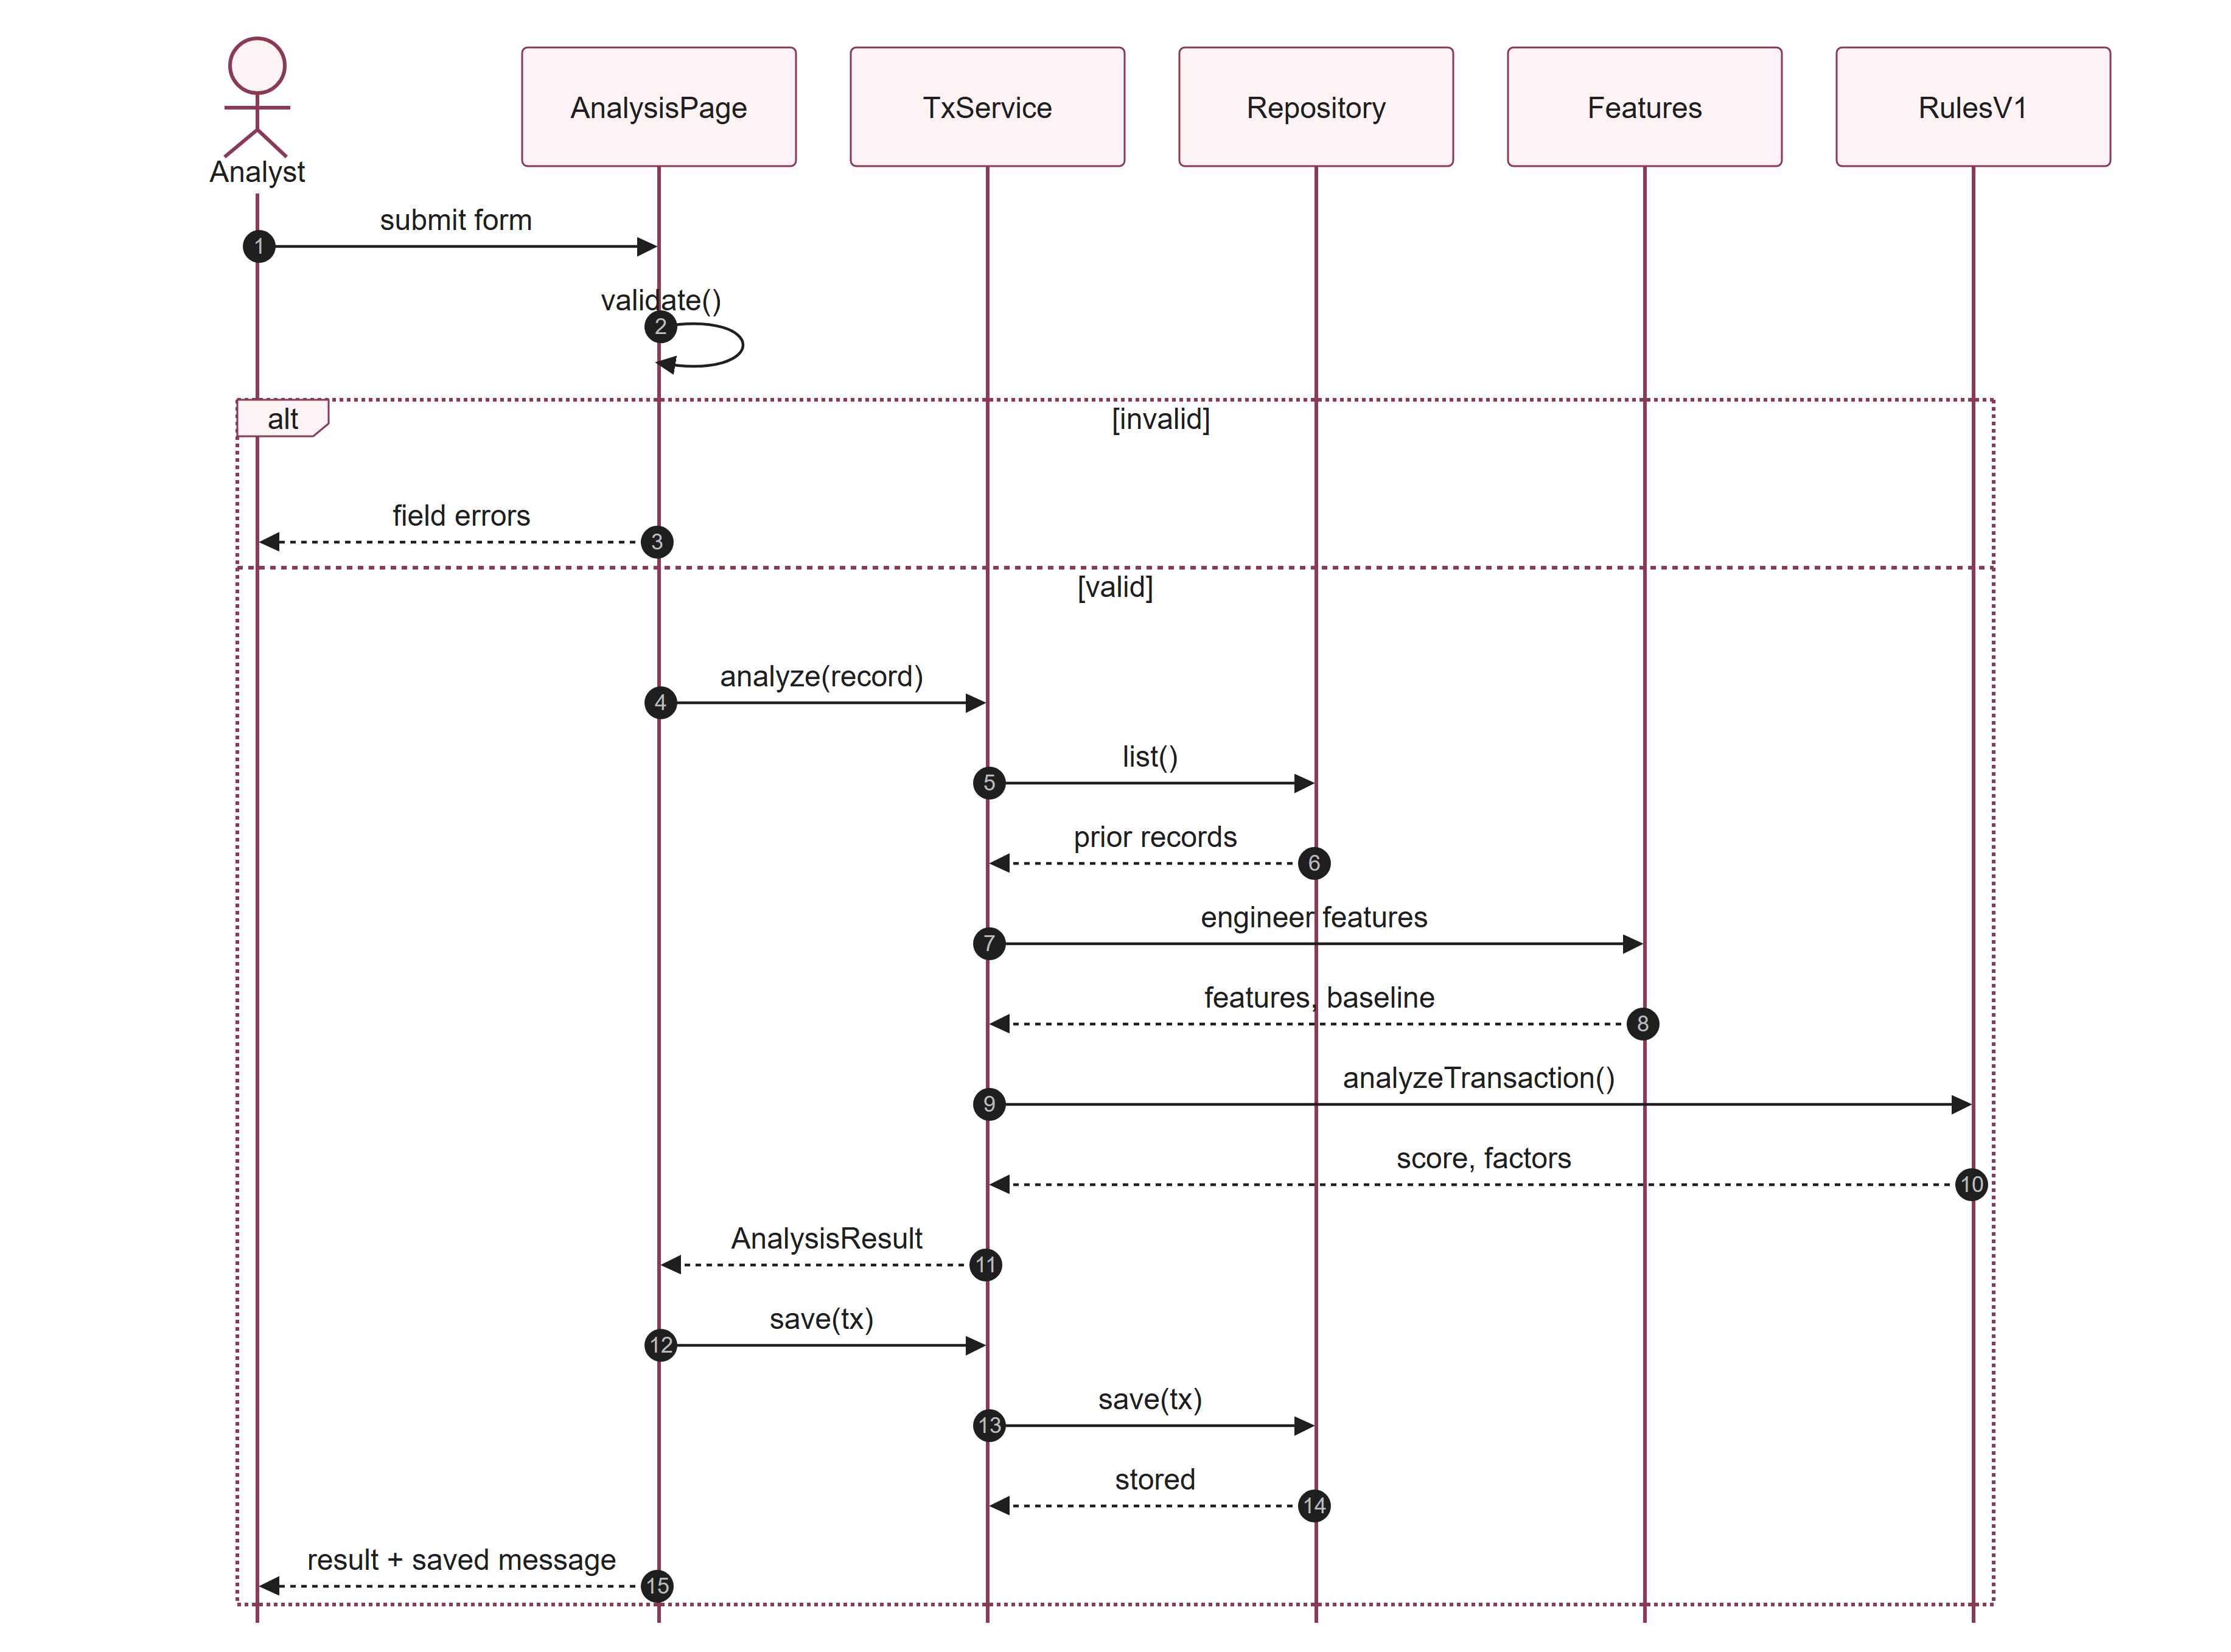 Analyst
AnalysisPage
TxService
Repository
Features
RulesV1
submit form
1
validate()
2
alt
[invalid]
field errors
3
[valid]
analyze(record)
4
list()
5
prior records
6
engineer features
7
features, baseline
8
analyzeTransaction()
9
score, factors
10
AnalysisResult
11
save(tx)
12
save(tx)
13
stored
14
result + saved message
15